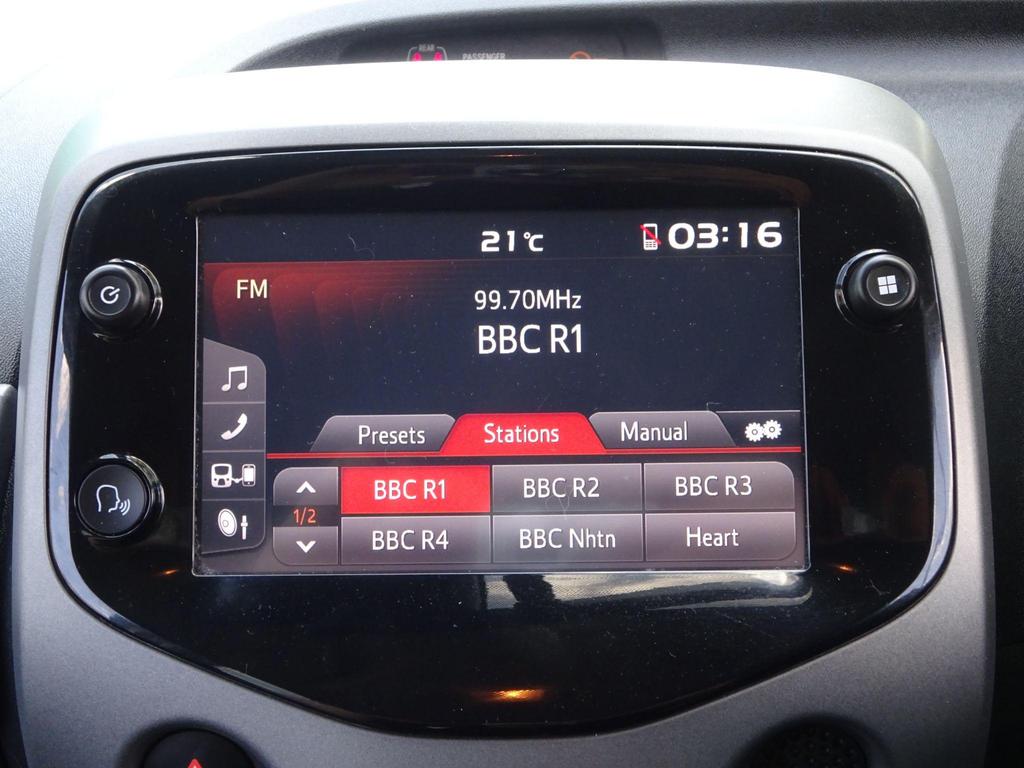 REAR
PASSENGER
21°C 03:16
FM
99.70MHz
BBC R1
Presets Stations Manual
BBC R1 BBC R2 BBC R3
1/2
BBC R4 BBC Nhtn Heart